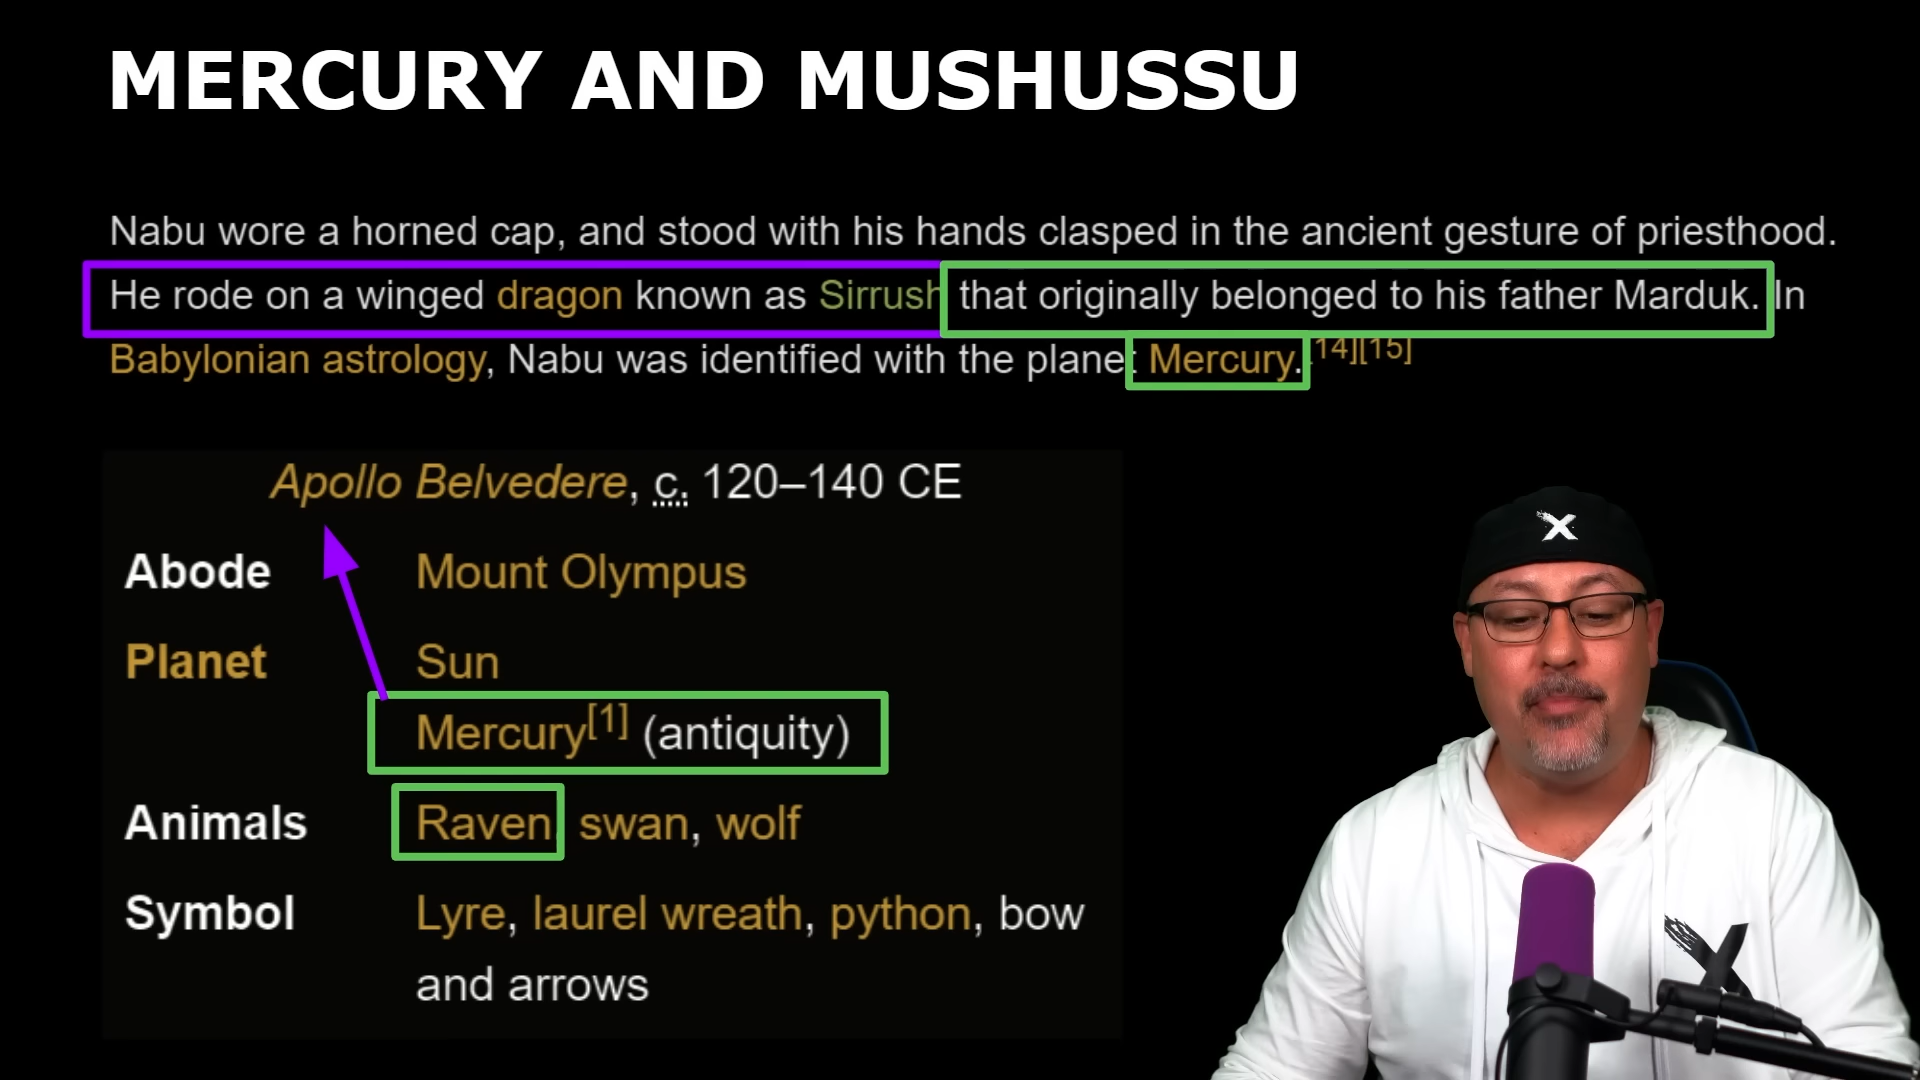 MERCURY AND MUSHUSSU
Nabu wore a horned cap, and stood with his hands clasped in the ancient gesture of priesthood.
He rode on a winged dragon known as Sirrush that originally belonged to his father Marduk. In
Babylonian astrology, Nabu was identified with the planet Mercury.[14][15]
Apollo Belvedere, c. 120–140 CE
Abode Mount Olympus
Planet Sun
Mercury[1] (antiquity)
Animals Raven, swan, wolf
Symbol Lyre, laurel wreath, python, bow
and arrows
X
X